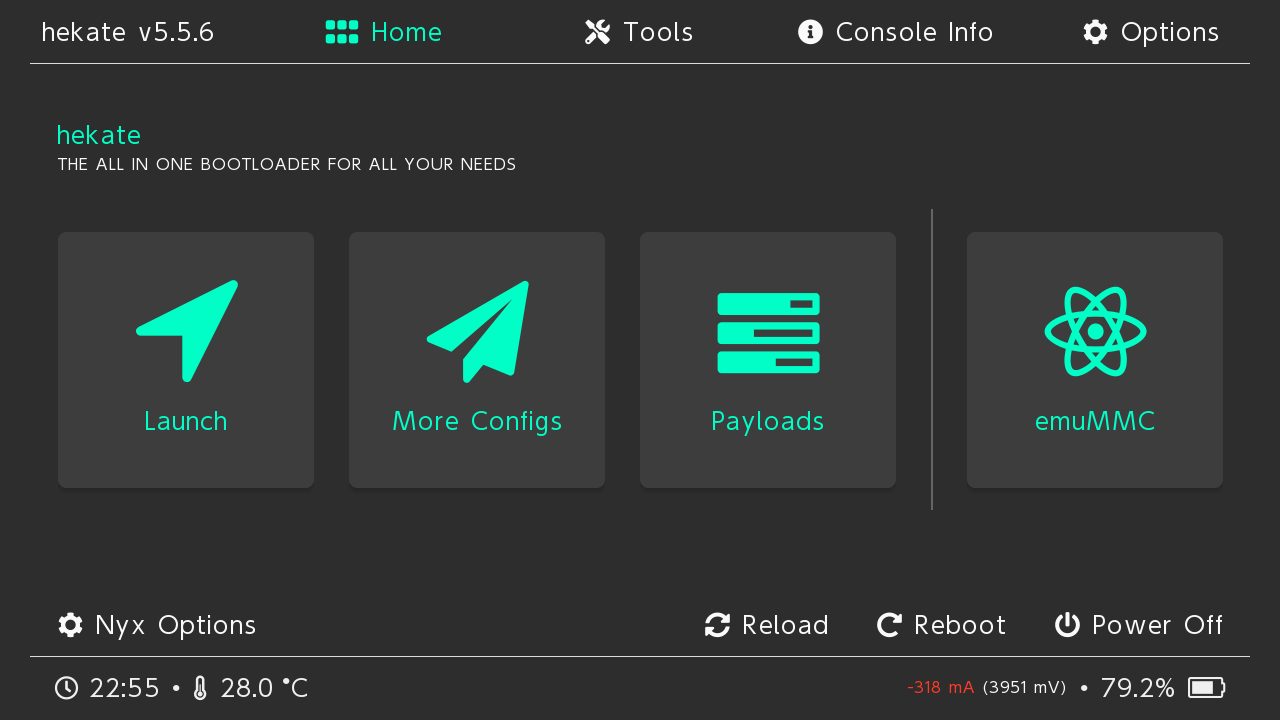 hekate v5.5.6 Home Tools Console Info Options
hekate
THE ALL IN ONE BOOTLOADER FOR ALL YOUR NEEDS
Launch More Configs Payloads emuMMC
Nyx Options Reload Reboot Power Off
22:55 • 28.0 °C -318 mA (3951 mV) • 79.2%